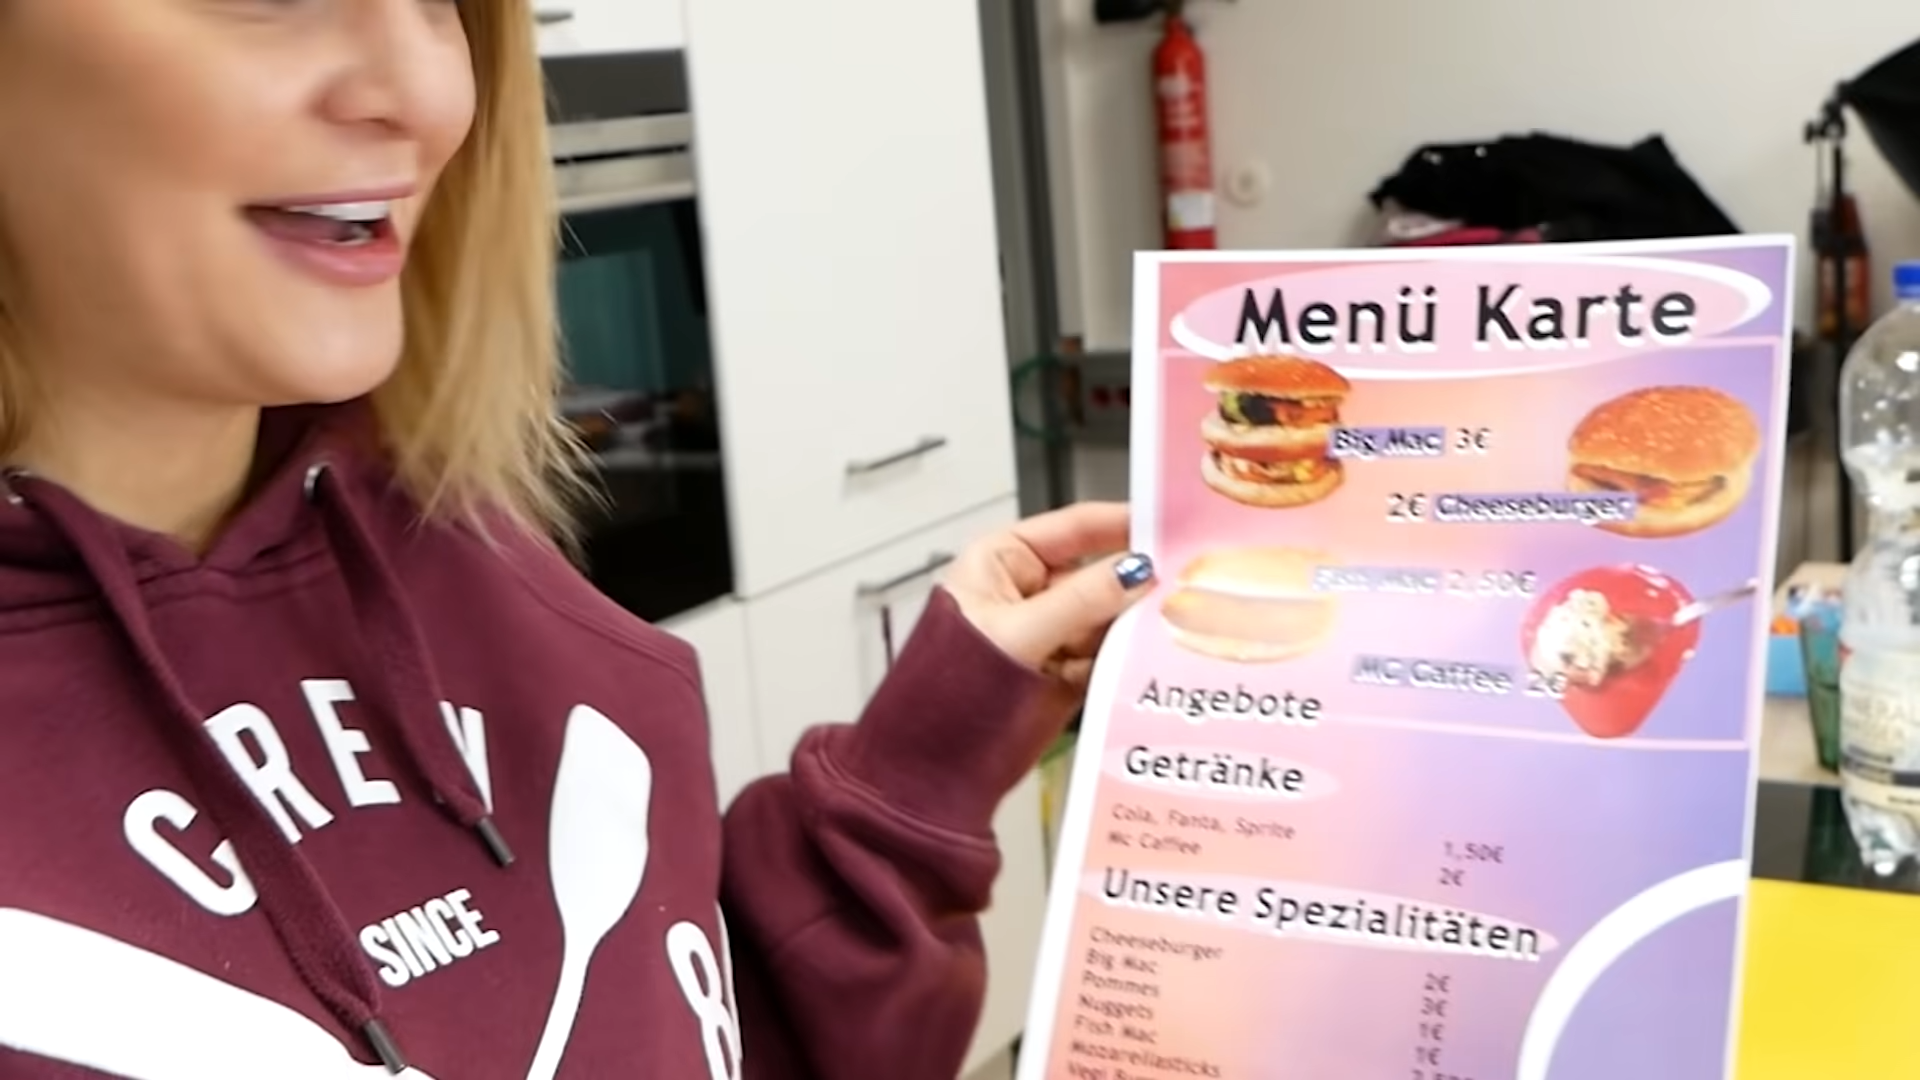 Menü Karte
Big Mac 3€
2€ Cheeseburger
Fish Mac 2,50€
MC Caffee 2€
Angebote
Getränke
Cola, Fanta, Sprite 1,50€
Mc Caffee 2€
Unsere Spezialitäten
Cheeseburger 2€
Big Mac 3€
Pommes 1€
Nuggets 1€
Fish Mac
Mozarellasticks
CREW
SINCE